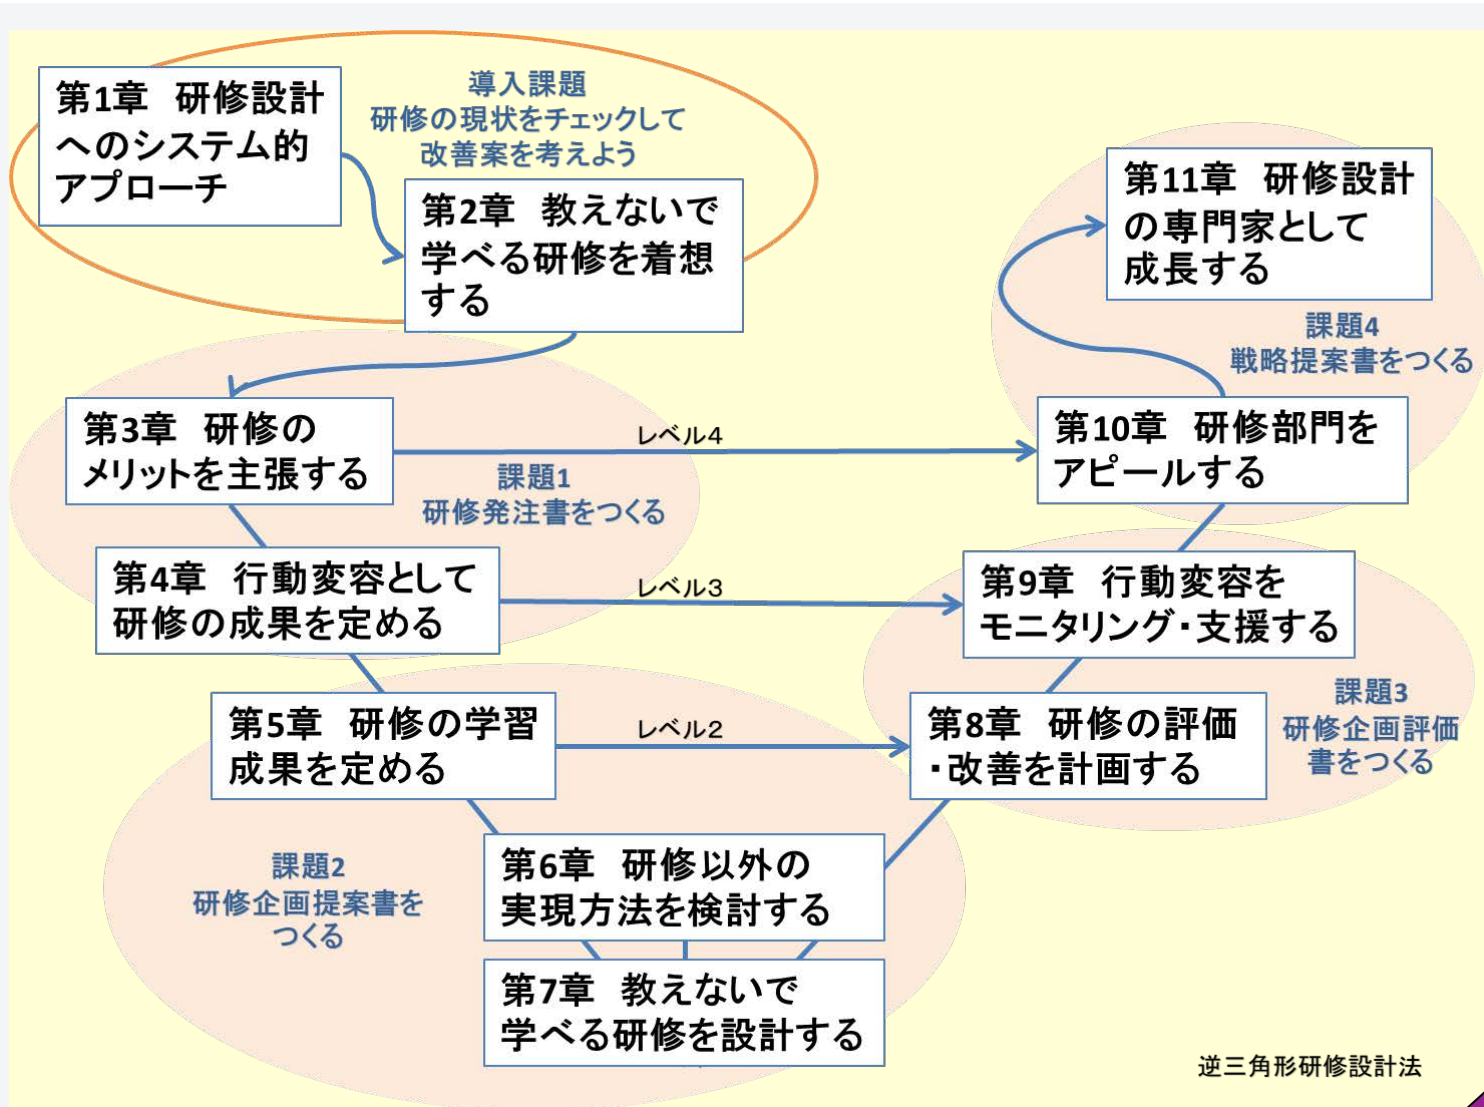 第1章　研修設計
へのシステム的
アプローチ
導入課題
研修の現状をチェックして
改善案を考えよう
第2章　教えないで
学べる研修を着想
する
第11章　研修設計
の専門家として
成長する
課題4
戦略提案書をつくる
第3章　研修の
メリットを主張する
レベル4
第10章　研修部門を
アピールする
課題1
研修発注書をつくる
第4章　行動変容として
研修の成果を定める
レベル3
第9章　行動変容を
モニタリング・支援する
第5章　研修の学習
成果を定める
レベル2
第8章　研修の評価
・改善を計画する
課題3
研修企画評価
書をつくる
課題2
研修企画提案書を
つくる
第6章　研修以外の
実現方法を検討する
第7章　教えないで
学べる研修を設計する
逆三角形研修設計法